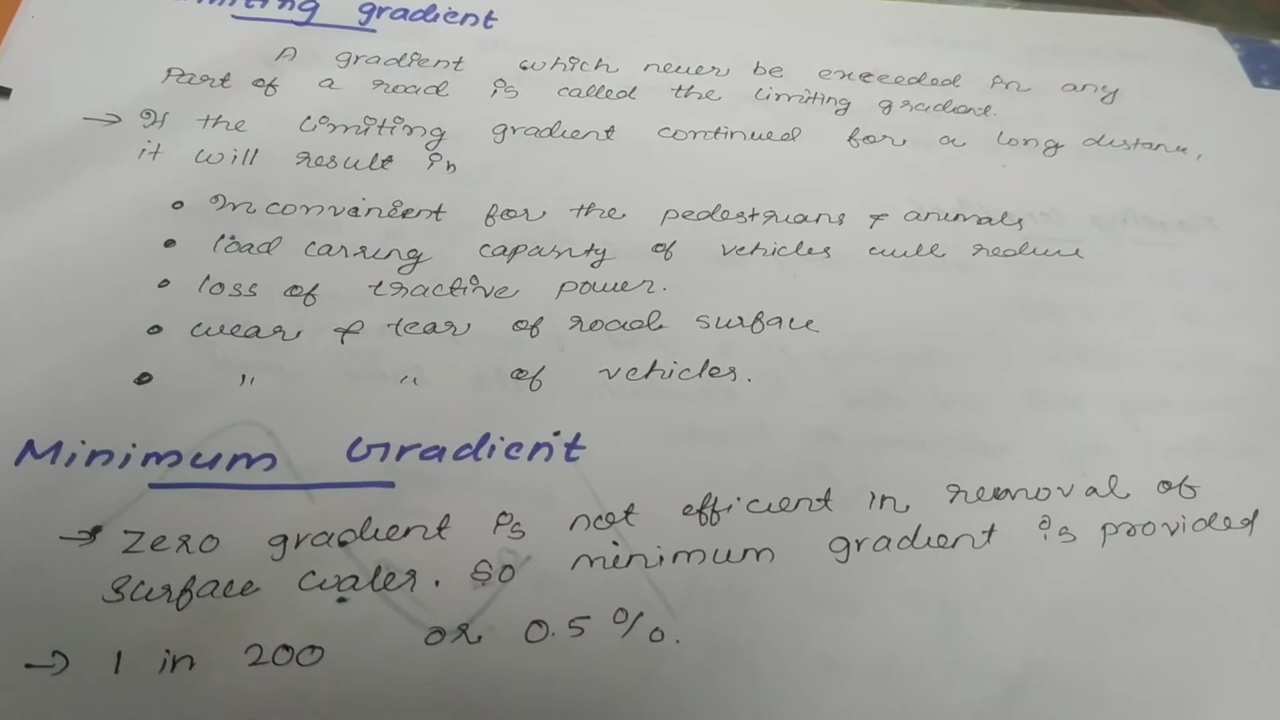 miting gradient
A gradient which never be exceeded in any
Part of a road is called the limiting gradient.
→ If the limiting gradient continued for a long distance,
it will result in
• Inconvinient for the pedestrians & animals
• load carring capacity of vehicles will reduce
• loss of tractive power.
• wear & tear of road surface
• " " of vehicles.
Minimum Gradient
→ Zero gradient is not efficient in removal of
surface water. So minimum gradient is provided
→ 1 in 200 or 0.5%.